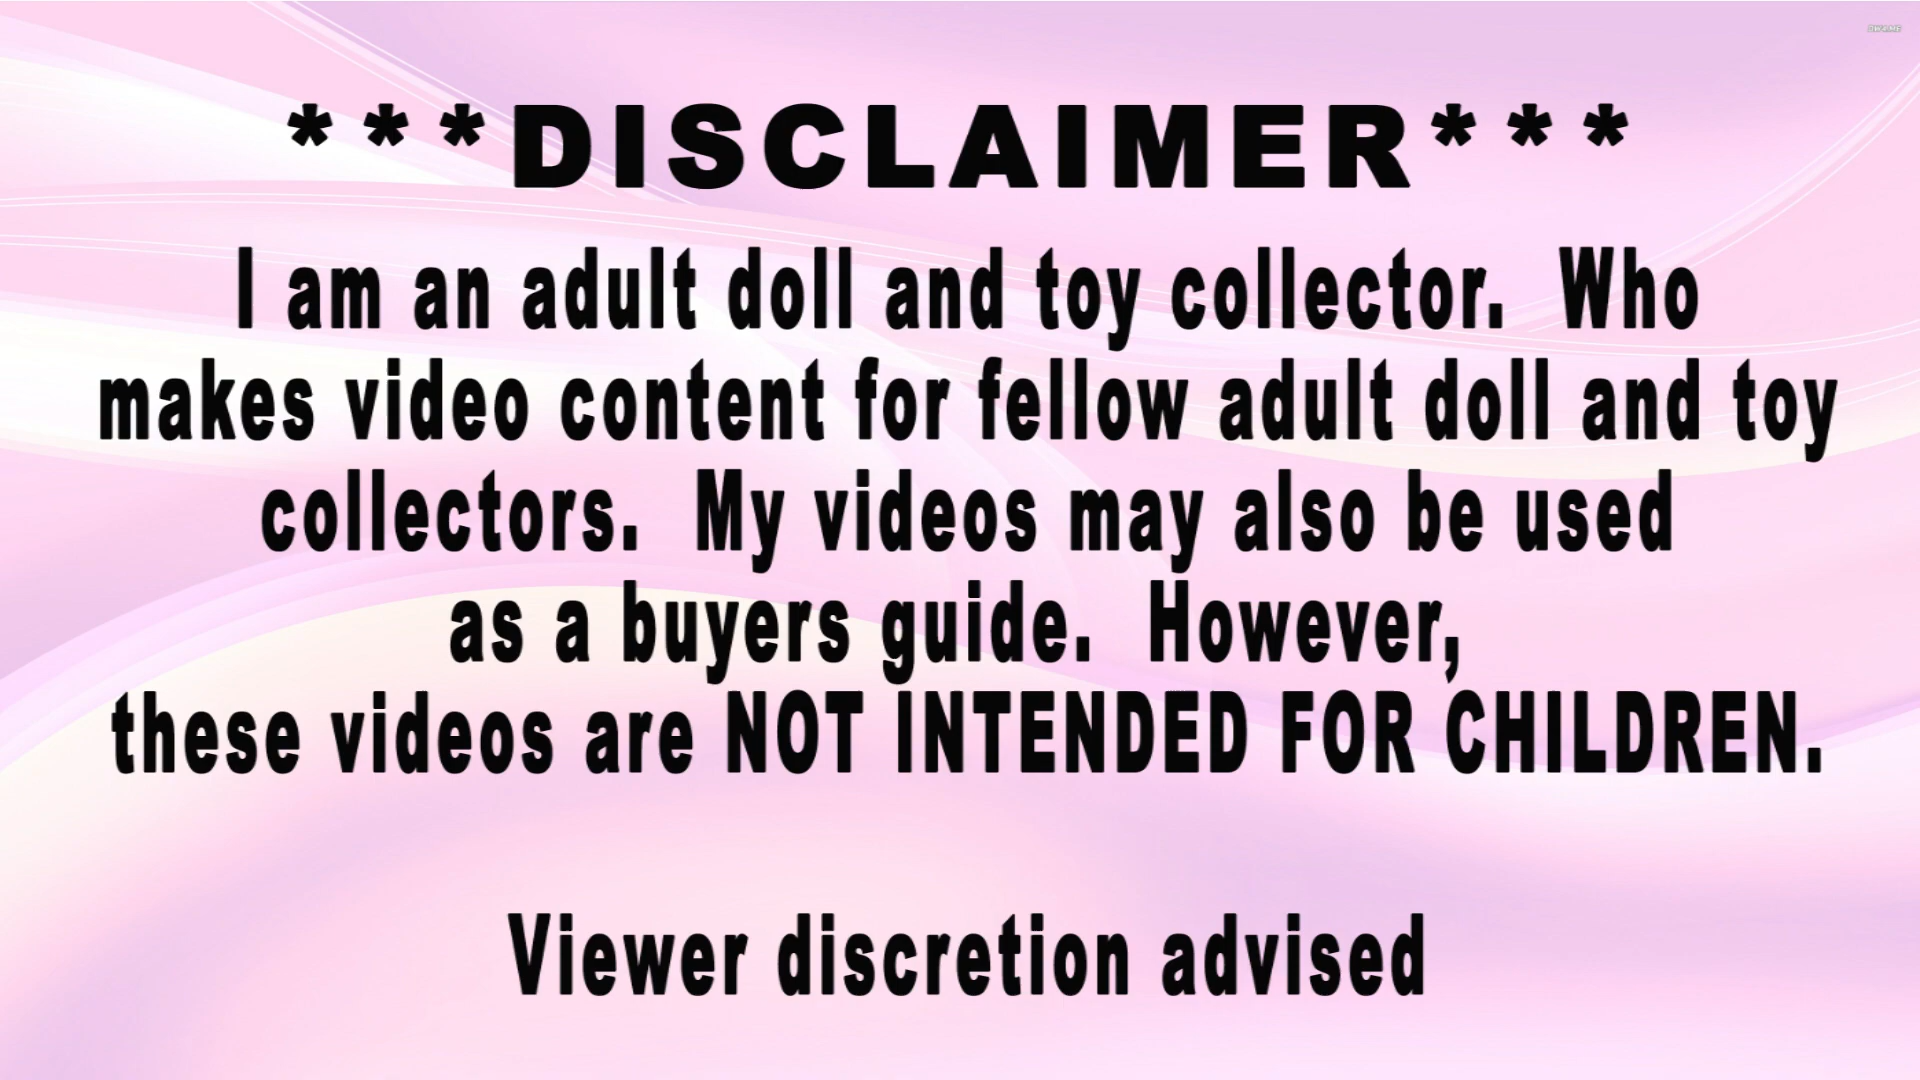 ***DISCLAIMER***
I am an adult doll and toy collector.  Who
makes video content for fellow adult doll and toy
collectors.  My videos may also be used
as a buyers guide.  However,
these videos are NOT INTENDED FOR CHILDREN.
Viewer discretion advised